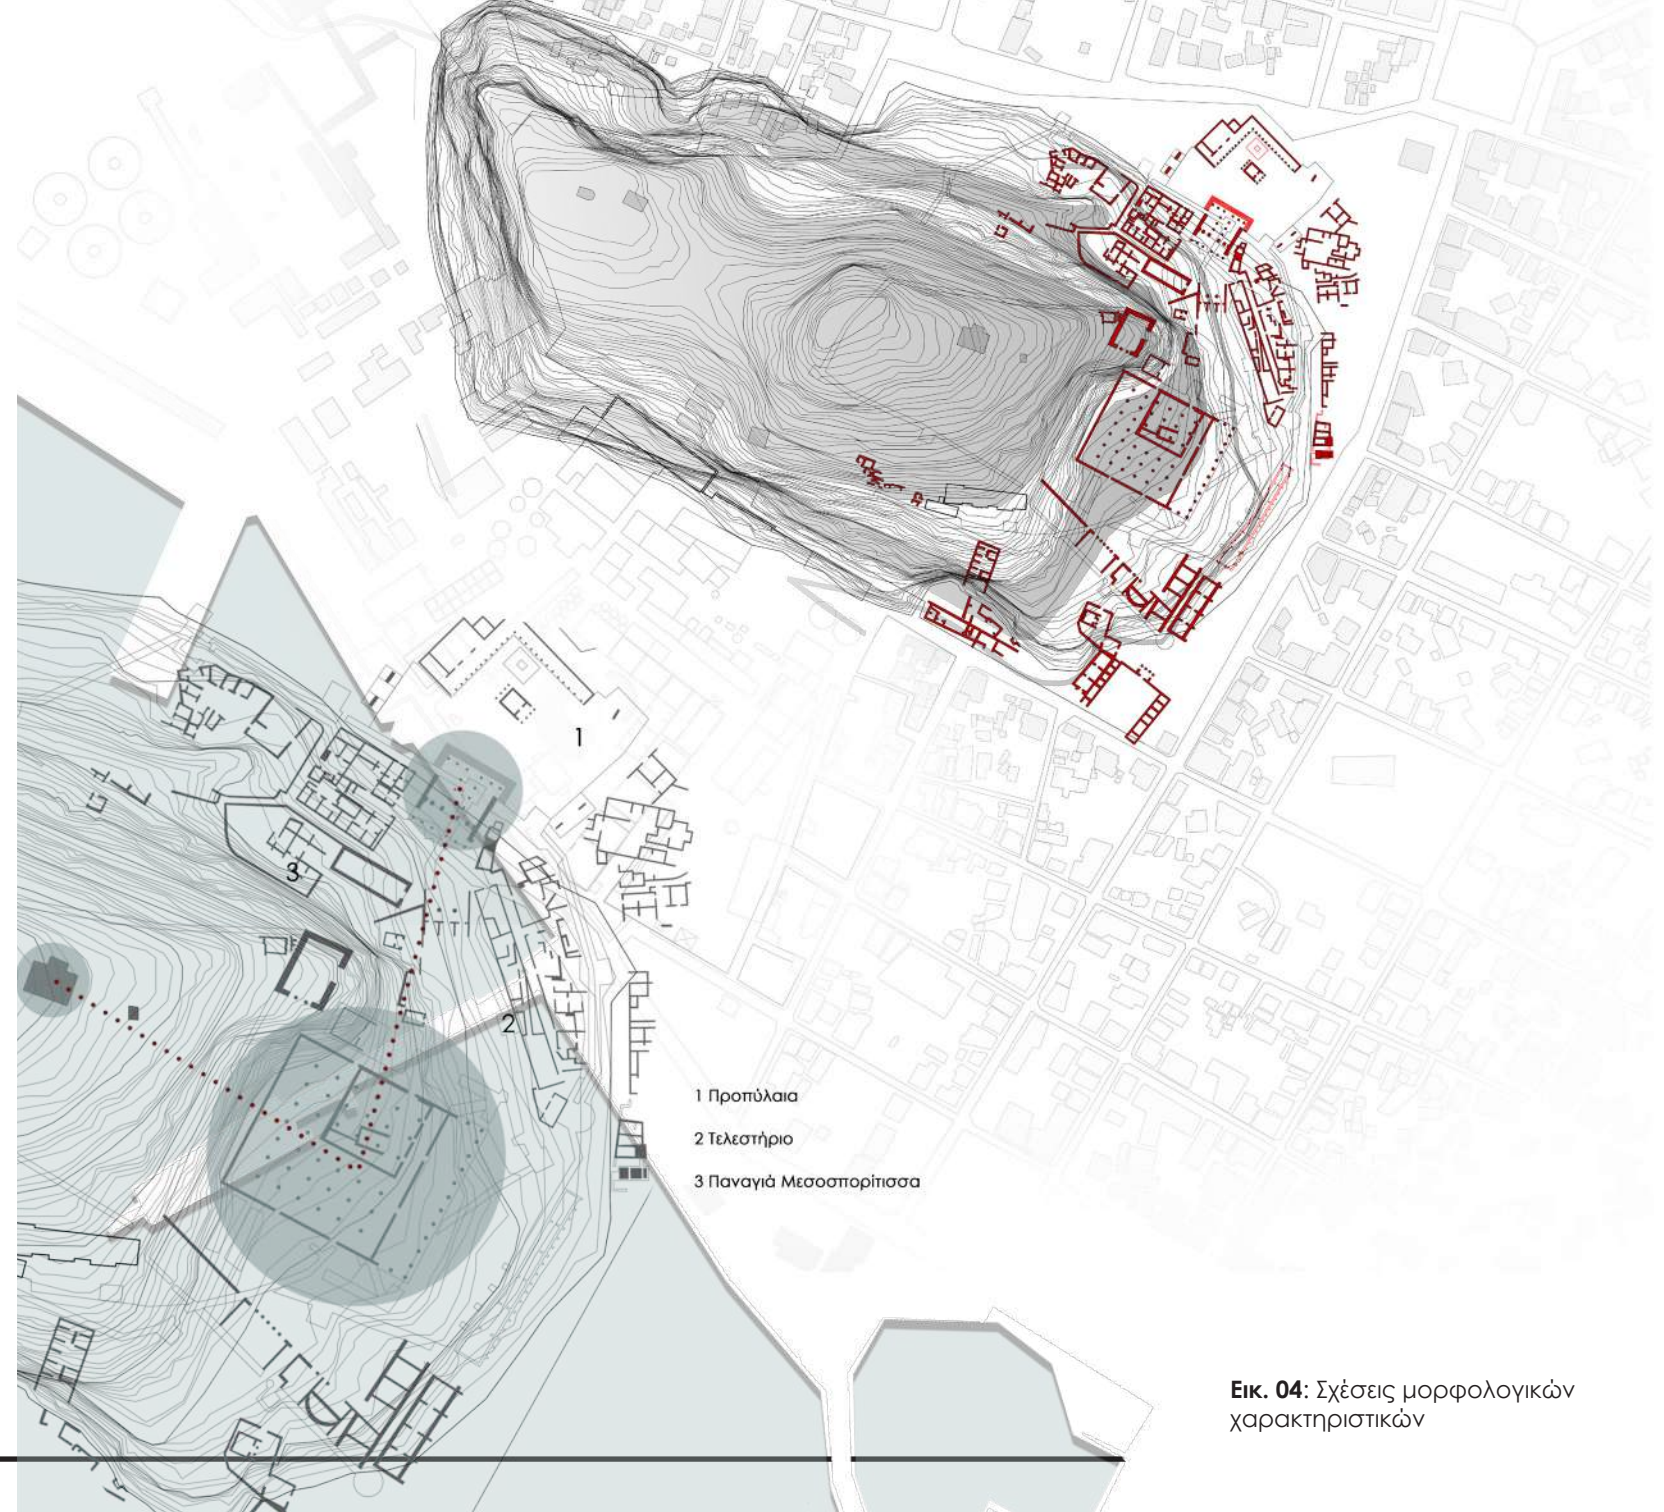 1
3
2
1 Προπύλαια
2 Τελεστήριο
3 Παναγιά Μεσοσπορίτισσα
Εικ. 04: Σχέσεις μορφολογικών
χαρακτηριστικών